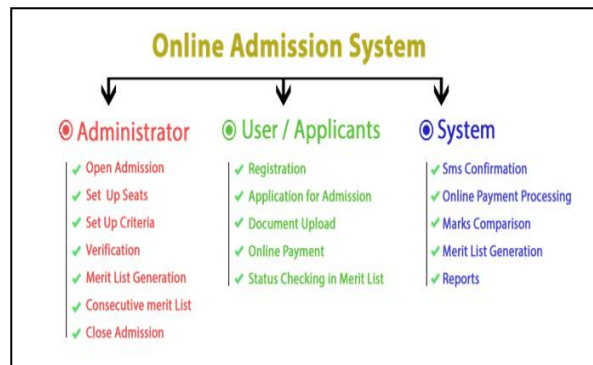 Online Admission System
Administrator
Open Admission
Set Up Seats
Set Up Criteria
Verification
Merit List Generation
Consecutive merit List
Close Admission
User / Applicants
Registration
Application for Admission
Document Upload
Online Payment
Status Checking in Merit List
System
Sms Confirmation
Online Payment Processing
Marks Comparison
Merit List Generation
Reports